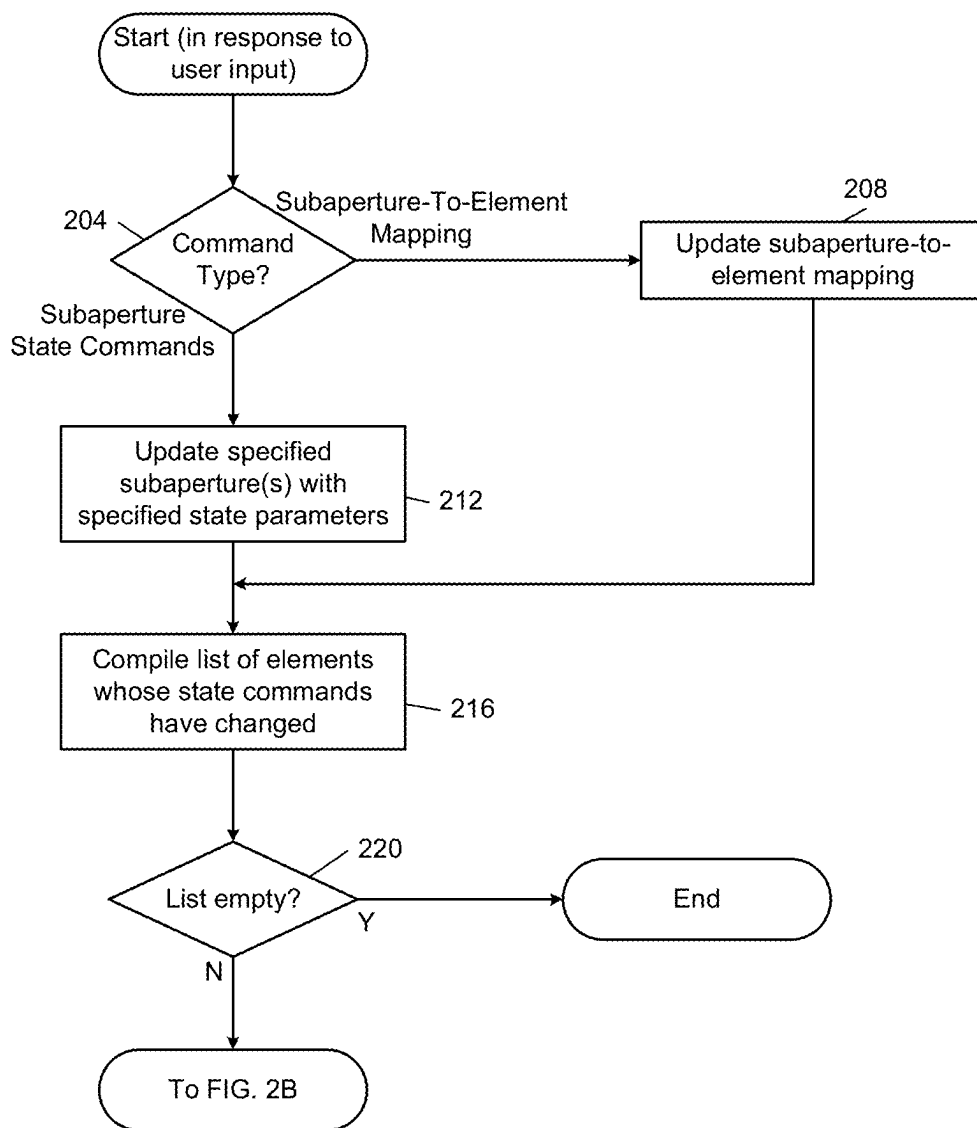 Start (in response to
user input)
204
Command
Type?
Subaperture-To-Element
Mapping
208
Update subaperture-to-
element mapping
Subaperture
State Commands
Update specified
subaperture(s) with
specified state parameters
212
Compile list of elements
whose state commands
have changed
216
220
List empty?
Y
End
N
To FIG. 2B